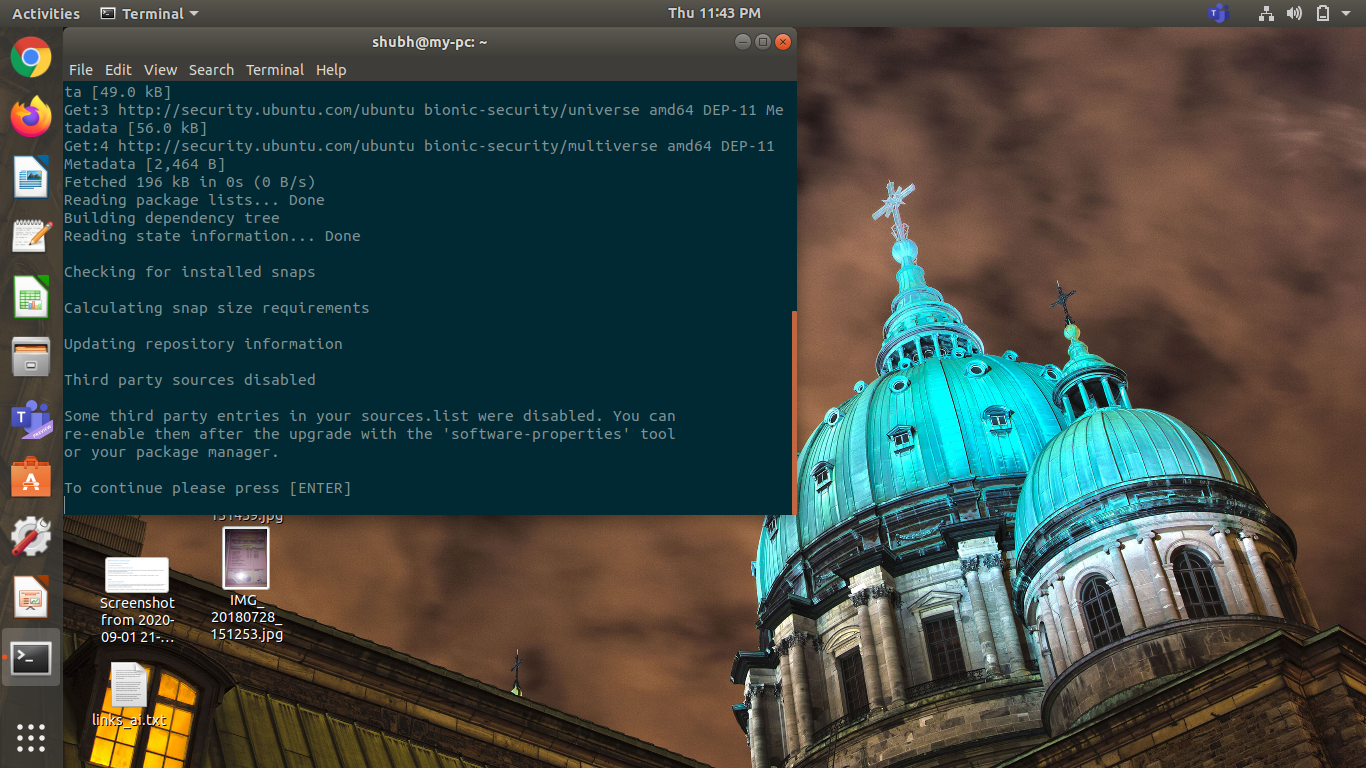 Activities Terminal Thu 11:43 PM
shubh@my-pc: ~
File Edit View Search Terminal Help
ta [49.0 kB]
Get:3 http://security.ubuntu.com/ubuntu bionic-security/universe amd64 DEP-11 Me
tadata [56.0 kB]
Get:4 http://security.ubuntu.com/ubuntu bionic-security/multiverse amd64 DEP-11
Metadata [2,464 B]
Fetched 196 kB in 0s (0 B/s)
Reading package lists... Done
Building dependency tree
Reading state information... Done
Checking for installed snaps
Calculating snap size requirements
Updating repository information
Third party sources disabled
Some third party entries in your sources.list were disabled. You can
re-enable them after the upgrade with the 'software-properties' tool
or your package manager.
To continue please press [ENTER]
151439.jpg
Screenshot
from 2020-
09-01 21-...
IMG_
20180728_
151253.jpg
links_ai.txt